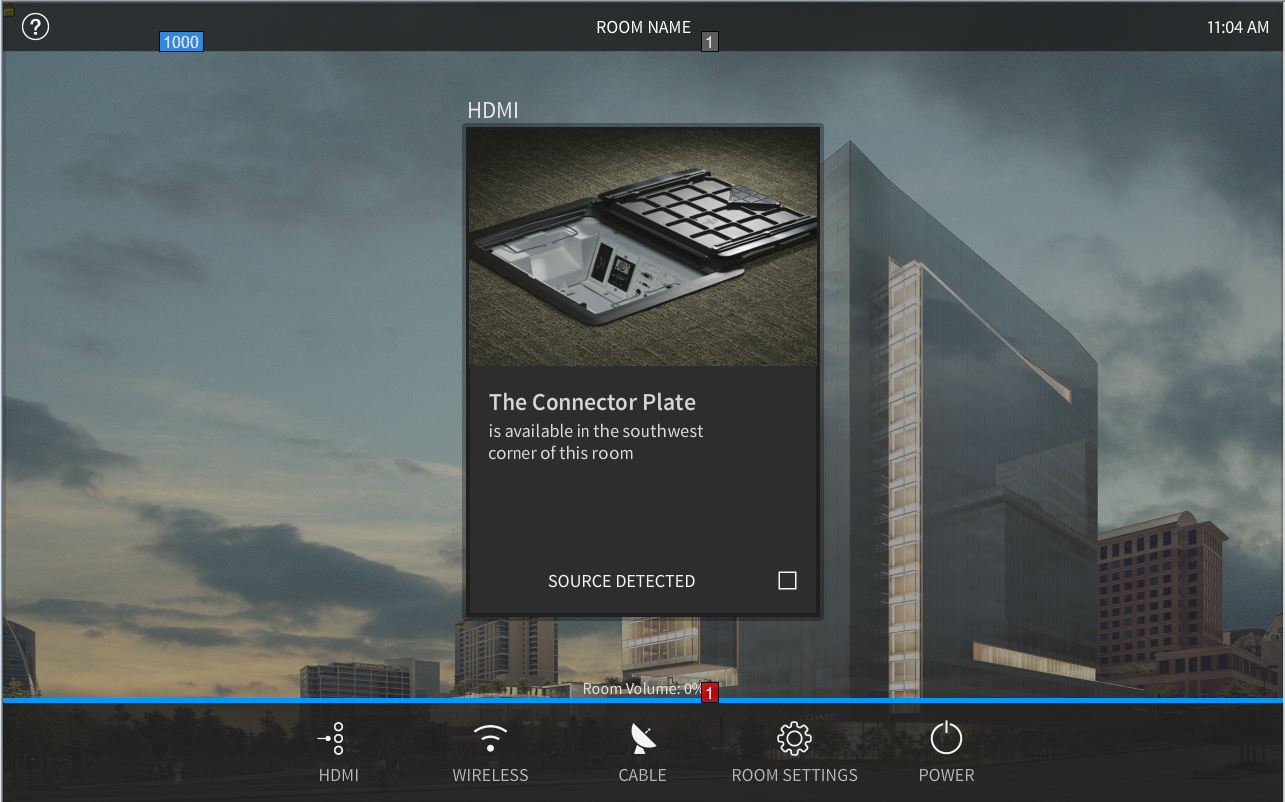 ?
ROOM NAME
11:04 AM
1000
1
HDMI
The Connector Plate
is available in the southwest
corner of this room
SOURCE DETECTED
Room Volume: 0%
1
HDMI
WIRELESS
CABLE
ROOM SETTINGS
POWER